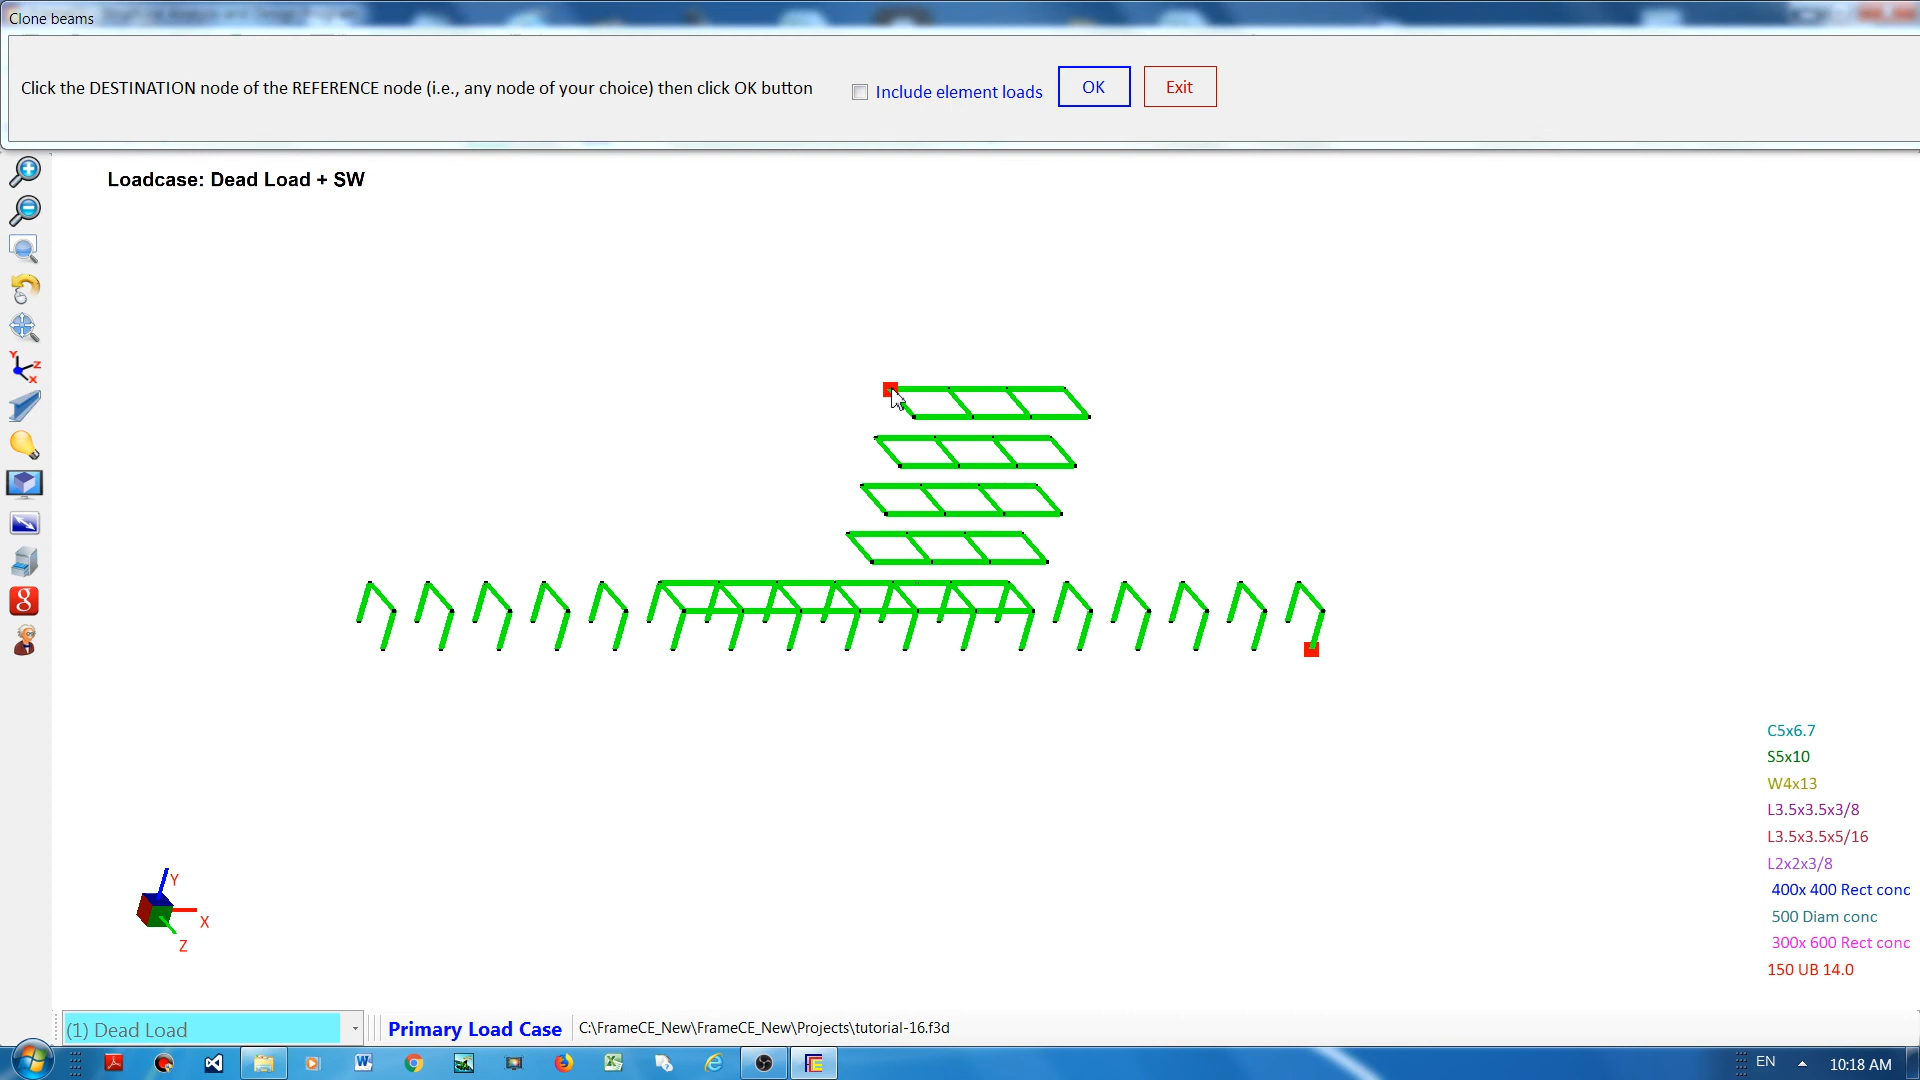 Clone beams
Click the DESTINATION node of the REFERENCE node (i.e., any node of your choice) then click OK button
Include element loads
OK
Exit
Loadcase: Dead Load + SW
Y
Z
X
C5x6.7
S5x10
W4x13
L3.5x3.5x3/8
L3.5x3.5x5/16
L2x2x3/8
400x 400 Rect conc
500 Diam conc
300x 600 Rect conc
150 UB 14.0
Y
X
Z
(1) Dead Load
Primary Load Case
C:\FrameCE_New\FrameCE_New\Projects\tutorial-16.f3d
EN
10:18 AM